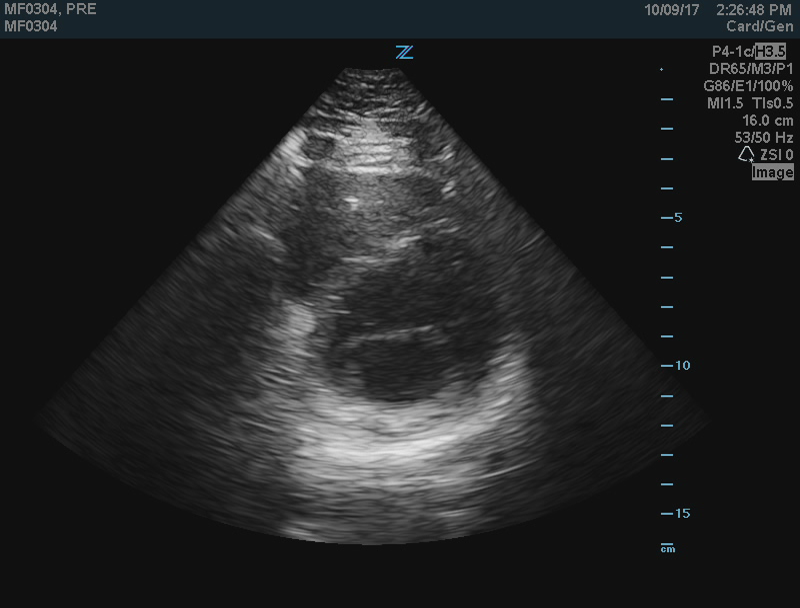 MF0304, PRE
MF0304
10/09/17 2:26:48 PM
Card/Gen
P4-1c/H3.5
DR65/M3/P1
G86/E1/100%
MI1.5 TIs0.5
16.0 cm
53/50 Hz
ZSI 0
Image
Z
5
10
15
cm